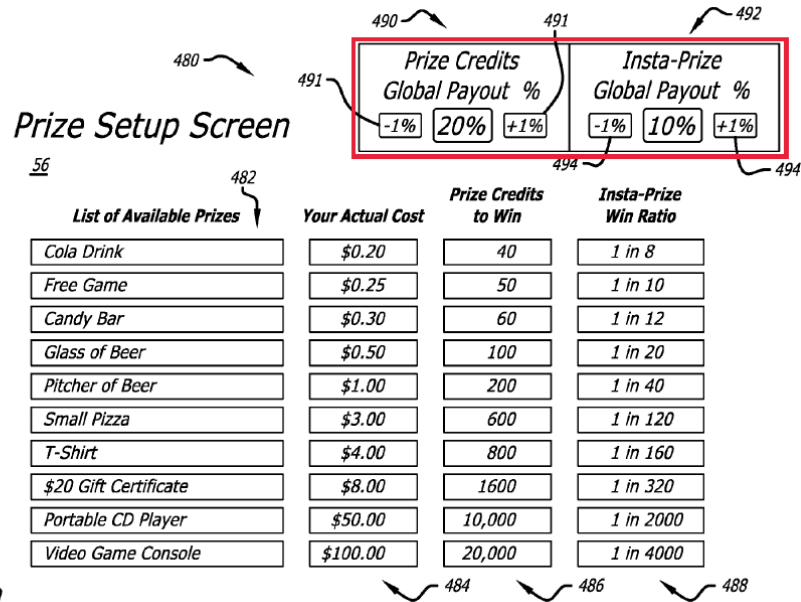 490
491
492
480
Prize Credits
Global Payout %
-1% 20% +1%
Insta-Prize
Global Payout %
-1% 10% +1%
491
494
494
Prize Setup Screen
56
482
List of Available Prizes Your Actual Cost Prize Credits to Win Insta-Prize Win Ratio
Cola Drink $0.20 40 1 in 8
Free Game $0.25 50 1 in 10
Candy Bar $0.30 60 1 in 12
Glass of Beer $0.50 100 1 in 20
Pitcher of Beer $1.00 200 1 in 40
Small Pizza $3.00 600 1 in 120
T-Shirt $4.00 800 1 in 160
$20 Gift Certificate $8.00 1600 1 in 320
Portable CD Player $50.00 10,000 1 in 2000
Video Game Console $100.00 20,000 1 in 4000
484 486 488